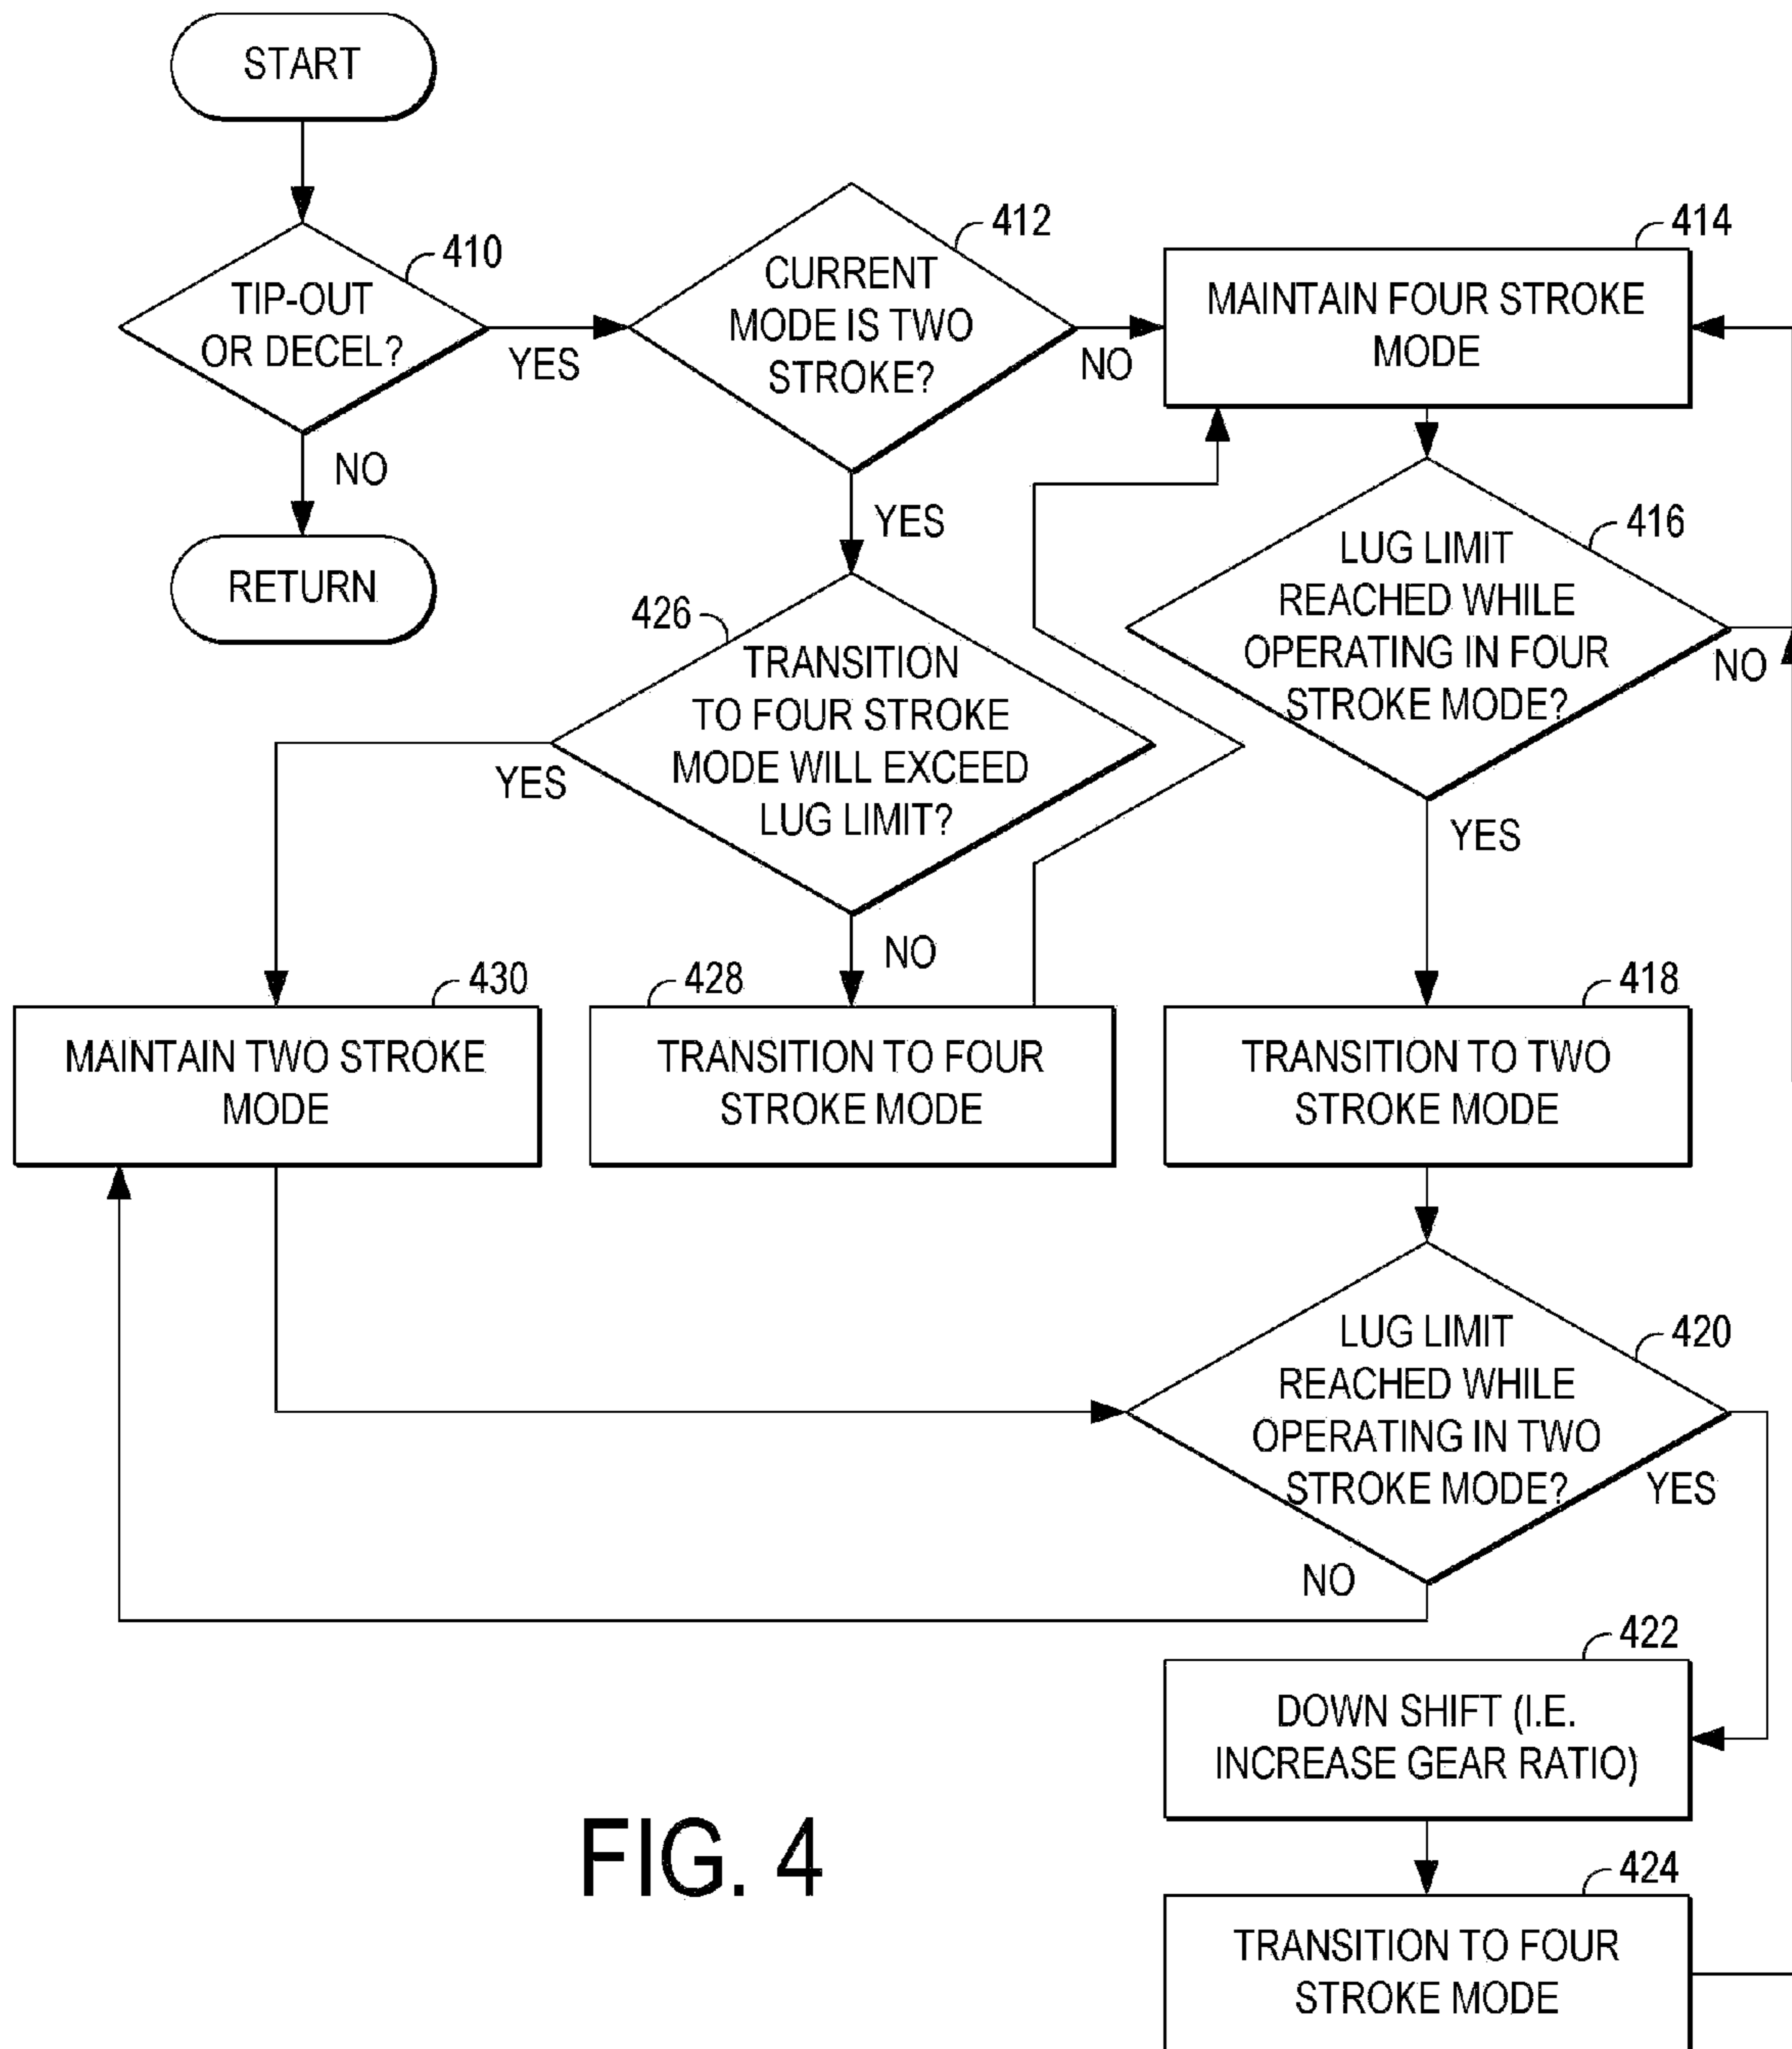 START
410
TIP-OUT
OR DECEL?
YES
NO
RETURN
412
CURRENT
MODE IS TWO
STROKE?
NO
YES
414
MAINTAIN FOUR STROKE
MODE
416
LUG LIMIT
REACHED WHILE
OPERATING IN FOUR
STROKE MODE?
NO
YES
426
TRANSITION
TO FOUR STROKE
MODE WILL EXCEED
LUG LIMIT?
YES
NO
430
MAINTAIN TWO STROKE
MODE
428
TRANSITION TO FOUR
STROKE MODE
418
TRANSITION TO TWO
STROKE MODE
420
LUG LIMIT
REACHED WHILE
OPERATING IN TWO
STROKE MODE?
YES
NO
422
DOWN SHIFT (I.E.
INCREASE GEAR RATIO)
424
TRANSITION TO FOUR
STROKE MODE
FIG. 4